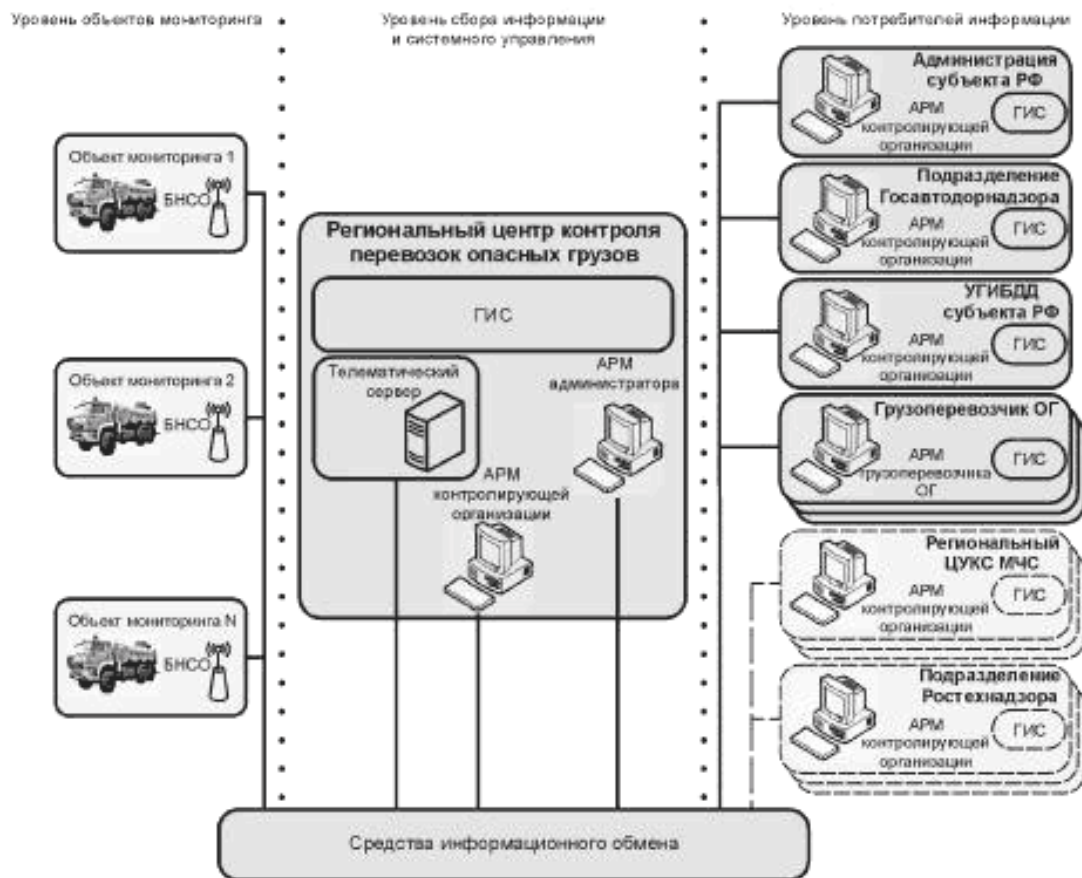 Уровень объектов мониторинга
Уровень сбора информации
и системного управления
Уровень потребителей информации
Объект мониторинга 1
БНСО
Объект мониторинга 2
БНСО
Объект мониторинга N
БНСО
Региональный центр контроля
перевозок опасных грузов
ГИС
Телематический
сервер
АРМ
администратора
АРМ
контролирующей
организации
Администрация
субъекта РФ
АРМ
контролирующей
организации
ГИС
Подразделение
Госавтодорнадзора
АРМ
контролирующей
организации
ГИС
УГИБДД
субъекта РФ
АРМ
контролирующей
организации
ГИС
Грузоперевозчик ОГ
АРМ
грузоперевозчика
ОГ
ГИС
Региональный
ЦУКС МЧС
АРМ
контролирующей
организации
ГИС
Подразделение
Ростехнадзора
АРМ
контролирующей
организации
ГИС
Средства информационного обмена